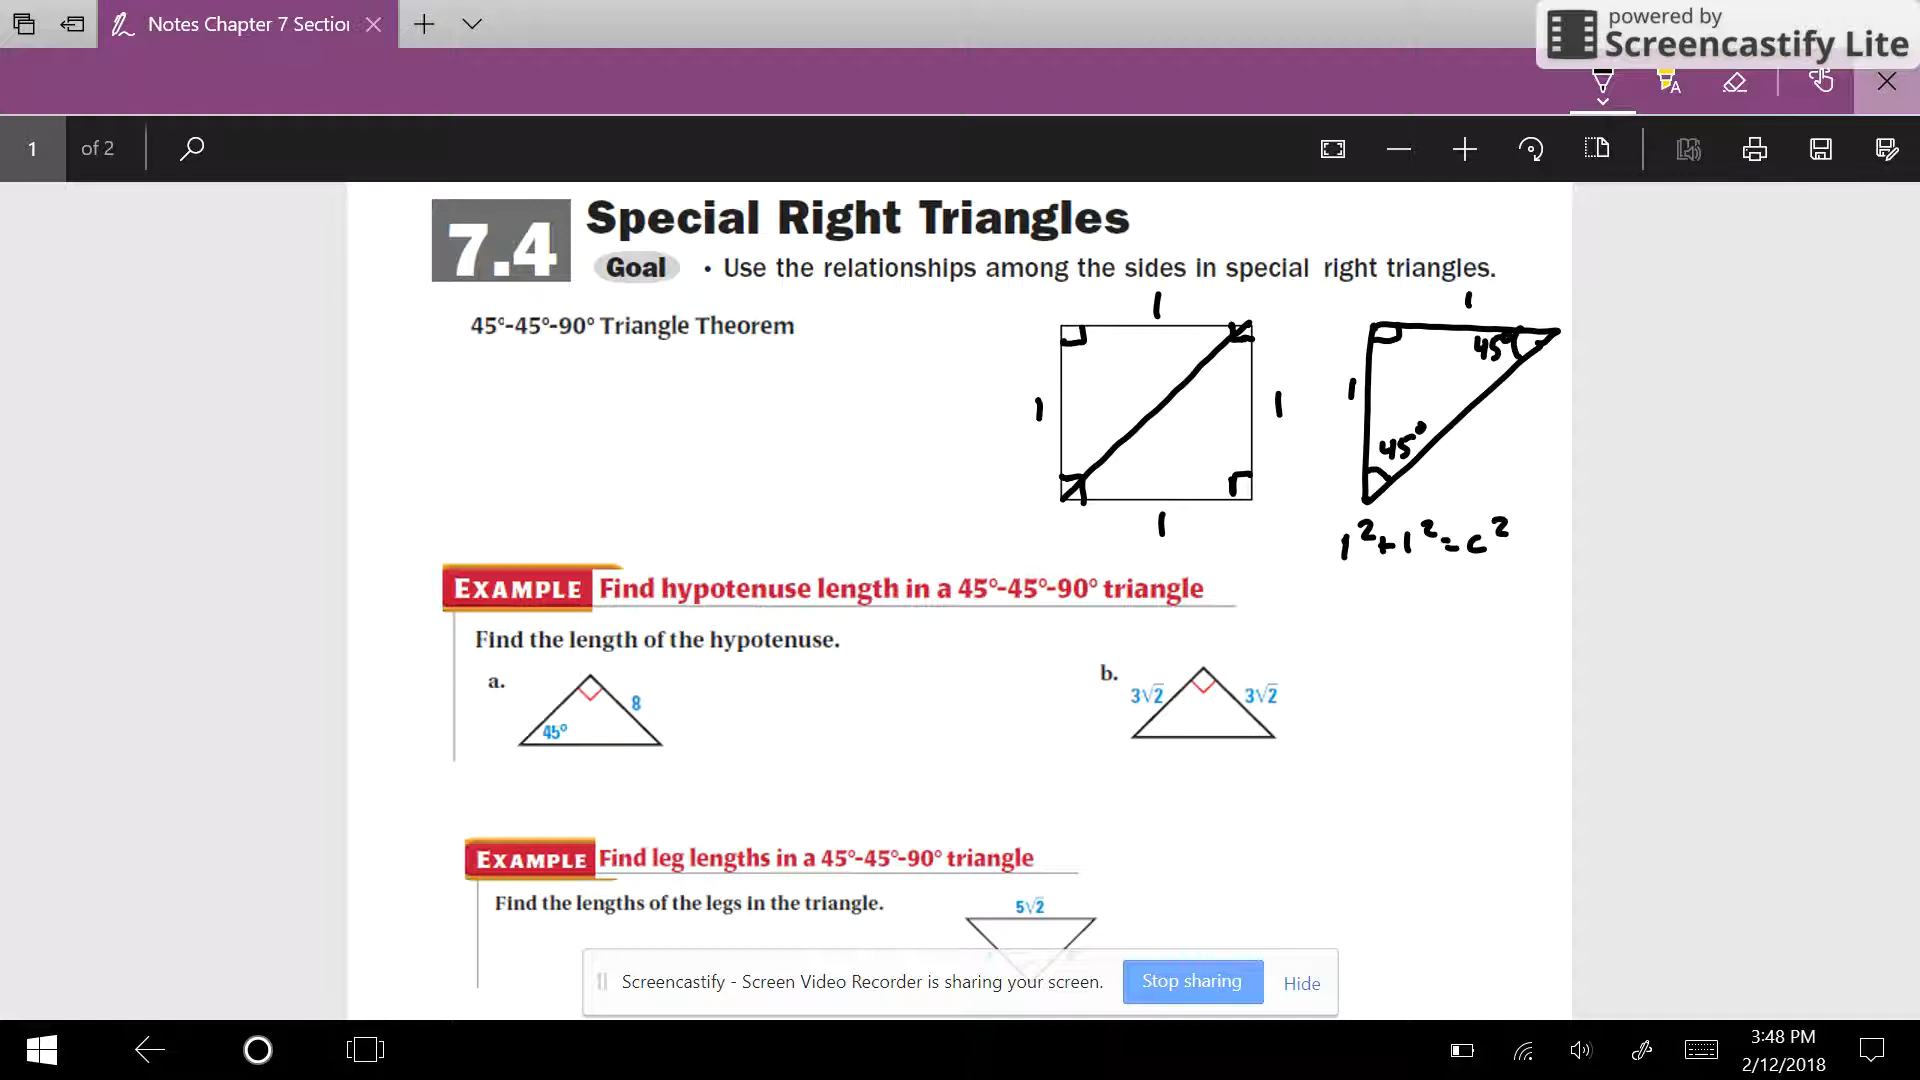 Notes Chapter 7 Section
powered by
Screencastify Lite
1 of 2
7.4 Special Right Triangles
Goal • Use the relationships among the sides in special right triangles.
45°-45°-90° Triangle Theorem
1
1
1
1
1
1
45°
45°
1²+1²=c²
EXAMPLE Find hypotenuse length in a 45°-45°-90° triangle
Find the length of the hypotenuse.
a.
8
45°
b.
3√2
3√2
EXAMPLE Find leg lengths in a 45°-45°-90° triangle
Find the lengths of the legs in the triangle.
5√2
Screencastify - Screen Video Recorder is sharing your screen.
Stop sharing
Hide
3:48 PM
2/12/2018